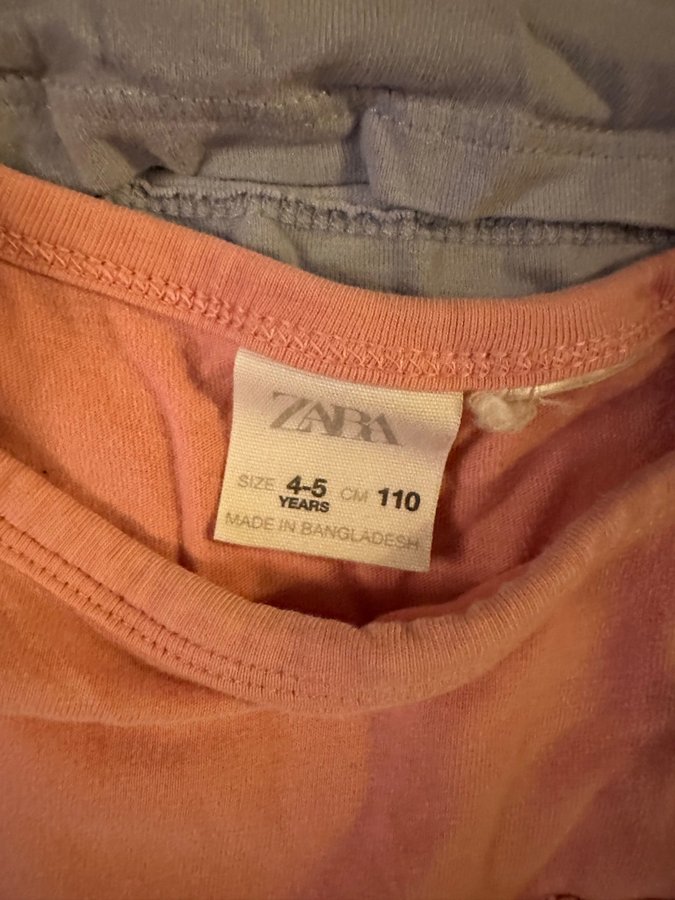 ZARA
SIZE 4-5 YEARS CM 110
MADE IN BANGLADESH